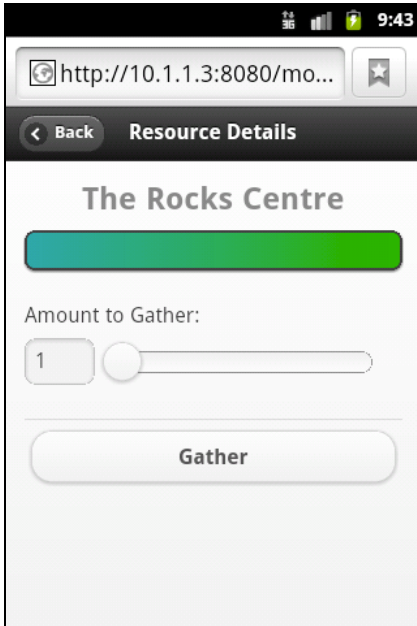 3G 9:43
http://10.1.1.3:8080/mo...
Back Resource Details
The Rocks Centre
Amount to Gather:
1
Gather